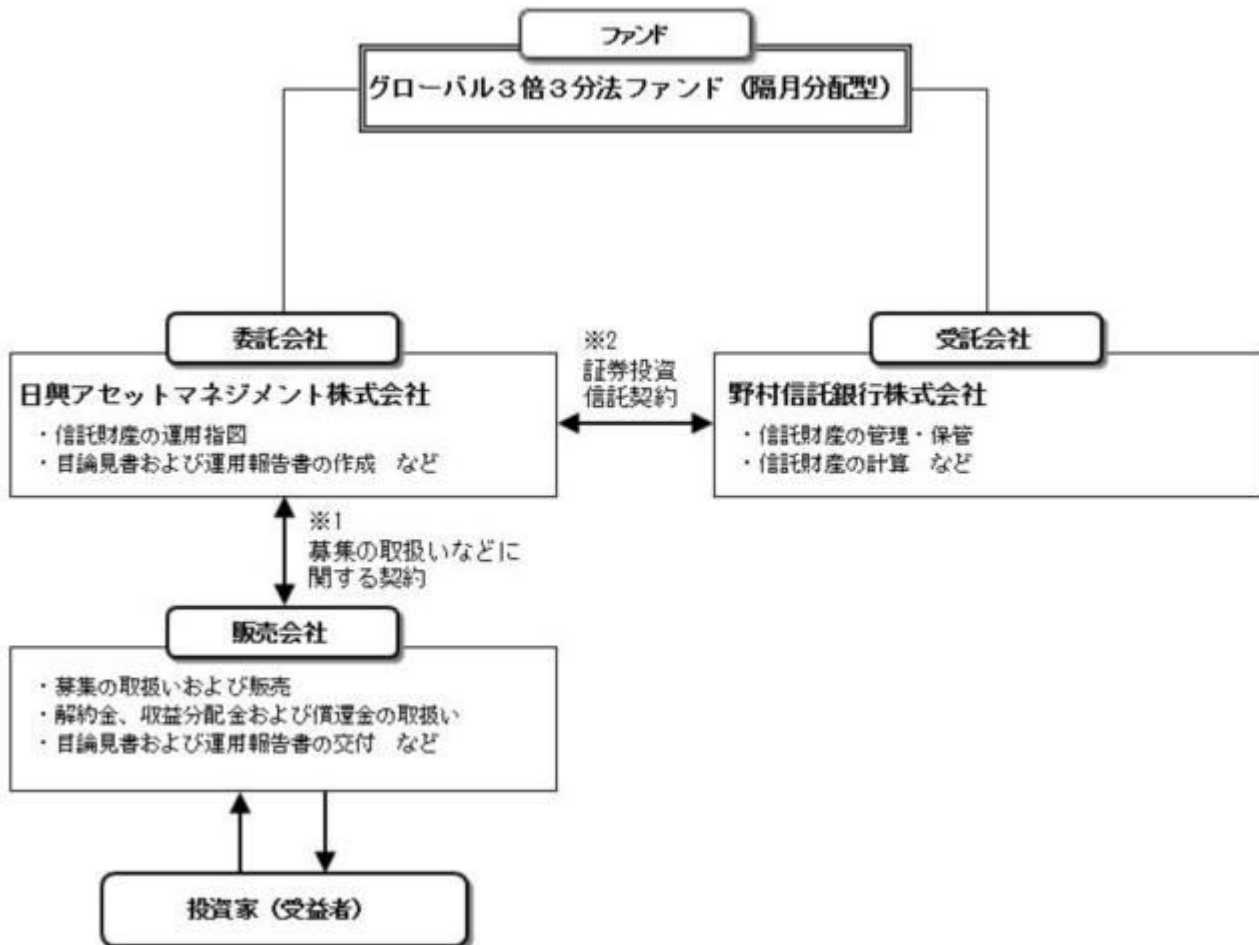 ファンド
グローバル３倍３分法ファンド（隔月分配型）
委託会社
日興アセットマネジメント株式会社
・信託財産の運用指図
・目論見書および運用報告書の作成　など
※2
証券投資
信託契約
受託会社
野村信託銀行株式会社
・信託財産の管理・保管
・信託財産の計算　など
※1
募集の取扱いなどに
関する契約
販売会社
・募集の取扱いおよび販売
・解約金、収益分配金および償還金の取扱い
・目論見書および運用報告書の交付　など
投資家（受益者）